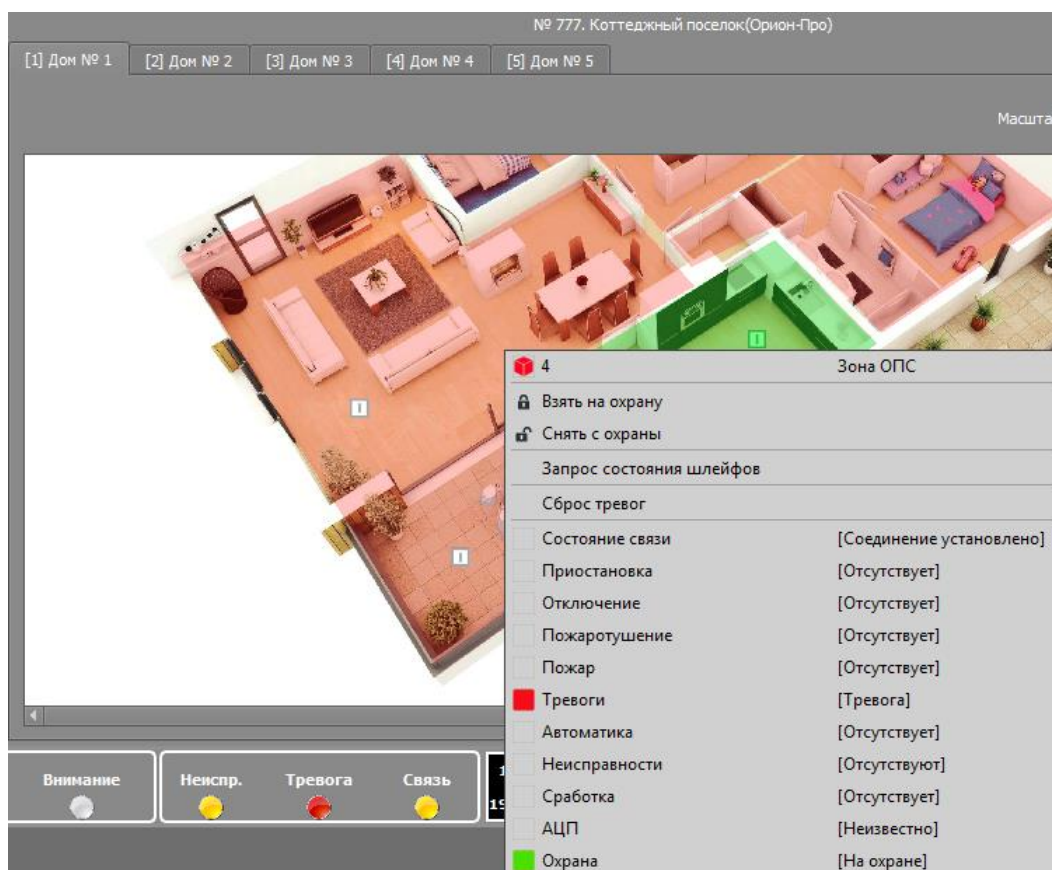 № 777. Коттеджный поселок(Орион-Про)
[1] Дом № 1 [2] Дом № 2 [3] Дом № 3 [4] Дом № 4 [5] Дом № 5
4 Зона ОПС
Взять на охрану
Снять с охраны
Запрос состояния шлейфов
Сброс тревог
Состояние связи [Соединение установлено]
Приостановка [Отсутствует]
Отключение [Отсутствует]
Пожаротушение [Отсутствует]
Пожар [Отсутствует]
Тревоги [Тревога]
Автоматика [Отсутствует]
Неисправности [Отсутствуют]
Сработка [Отсутствует]
АЦП [Неизвестно]
Охрана [На охране]
Внимание Неиспр. Тревога Связь